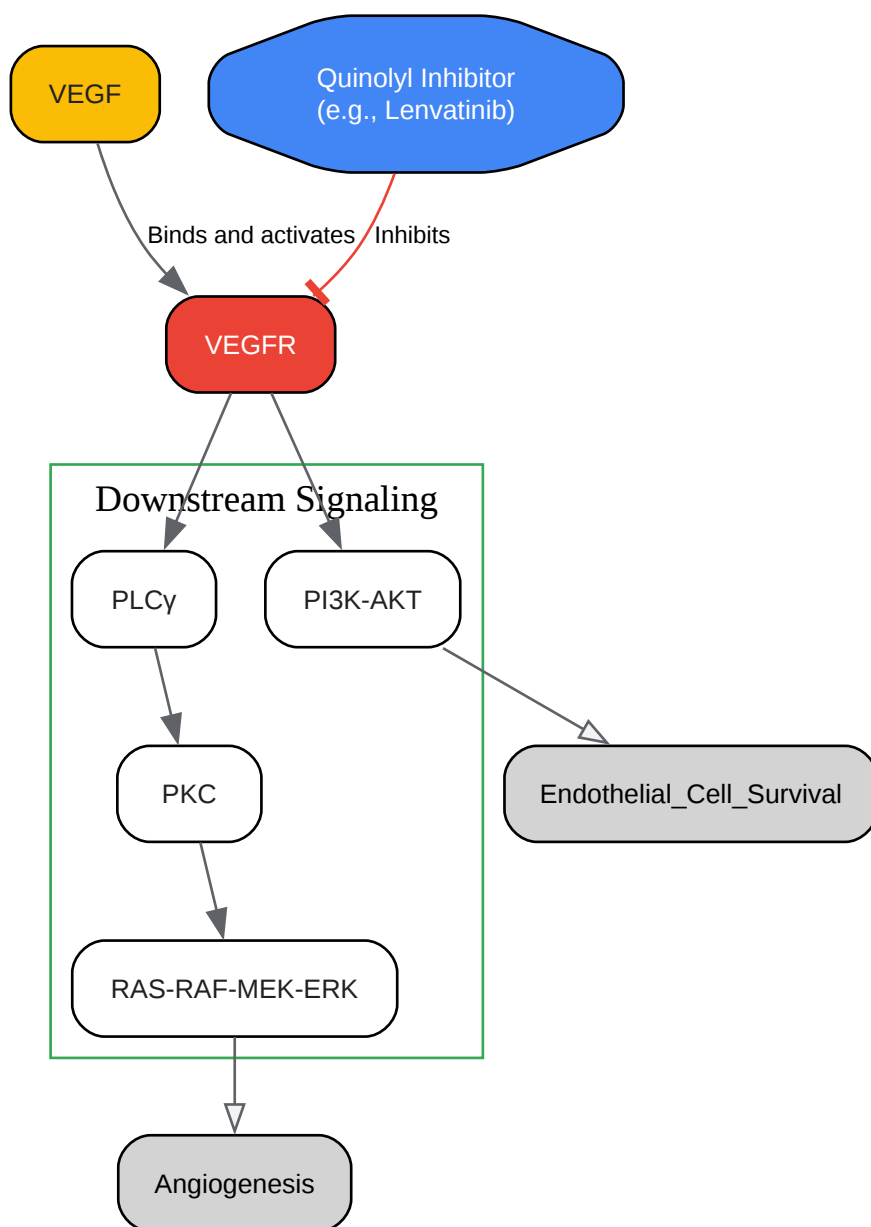 VEGF
Quinolyl Inhibitor
(e.g., Lenvatinib)
Binds and activates
Inhibits
VEGFR
Downstream Signaling
PLCγ
PI3K-AKT
PKC
Endothelial_Cell_Survival
RAS-RAF-MEK-ERK
Angiogenesis